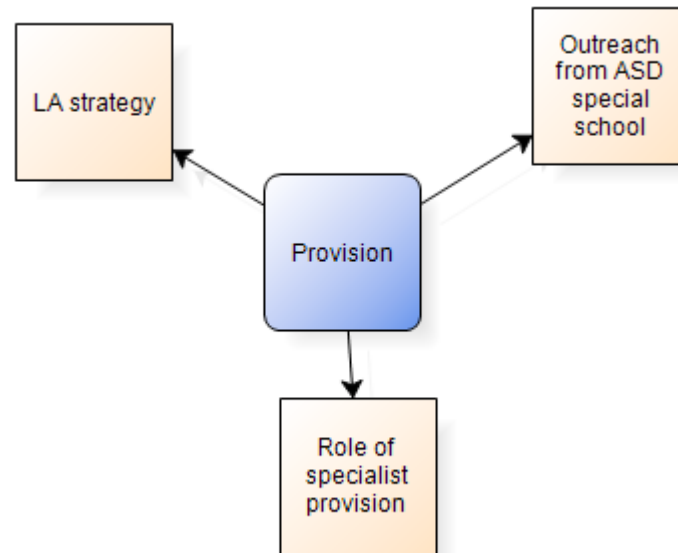 LA strategy
Outreach
from ASD
special
school
Provision
Role of
specialist
provision